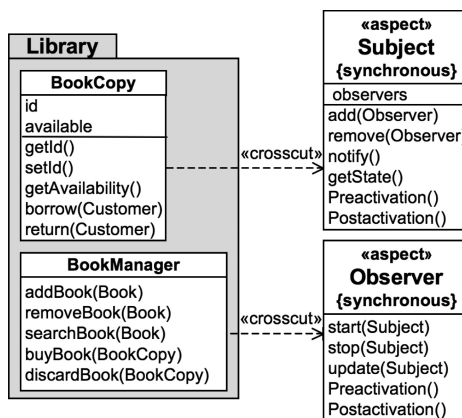 Library
BookCopy
id
available
getId()
setId()
getAvailability()
borrow(Customer)
return(Customer)
«crosscut»
«aspect»
Subject
{synchronous}
observers
add(Observer)
remove(Observer
notify()
getState()
Preactivation()
Postactivation()
BookManager
addBook(Book)
removeBook(Book)
searchBook(Book)
buyBook(BookCopy)
discardBook(BookCopy)
«crosscut»
«aspect»
Observer
{synchronous}
start(Subject)
stop(Subject)
update(Subject)
Preactivation()
Postactivation()